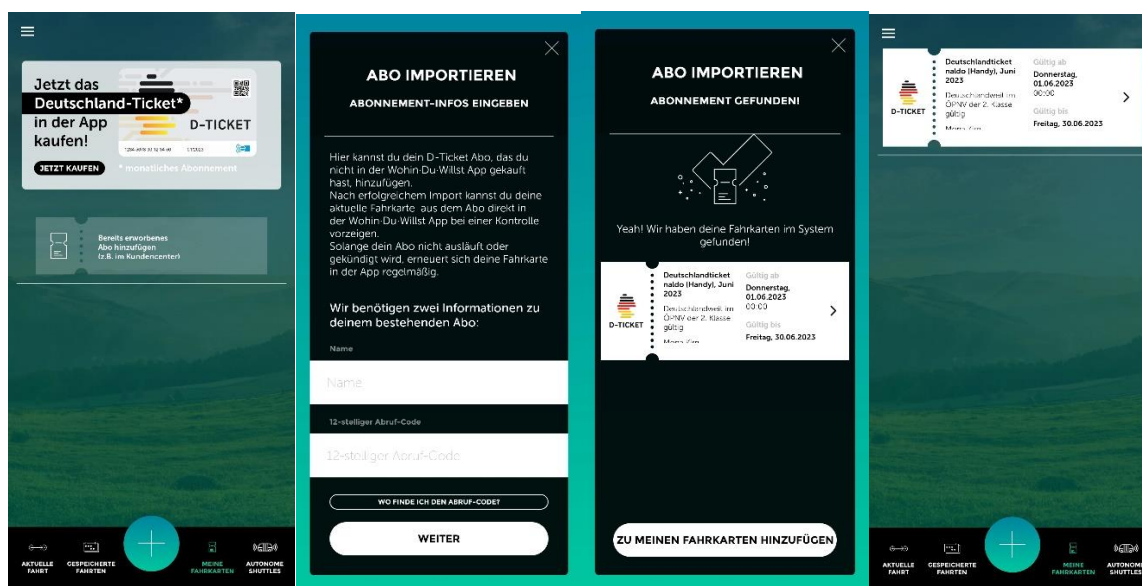 Jetzt das
Deutschland-Ticket*
in der App
kaufen!
D-TICKET
JETZT KAUFEN
* monatliches Abonnement
Bereits erworbenes
Abo hinzufügen
(z.B. im Kundencenter)
AKTUELLE
FAHRT
GESPEICHERTE
FAHRTEN
MEINE
FAHRKARTEN
AUTONOME
SHUTTLES
ABO IMPORTIEREN
ABONNEMENT-INFOS EINGEBEN
Hier kannst du dein D-Ticket Abo, das du
nicht in der Wohin-Du-Willst App gekauft
hast, hinzufügen.
Nach erfolgreichem Import kannst du deine
aktuelle Fahrkarte aus dem Abo direkt in
der Wohin-Du-Willst App bei einer Kontrolle
vorzeigen.
Solange dein Abo nicht ausläuft oder
gekündigt wird, erneuert sich deine Fahrkarte
in der App regelmäßig.
Wir benötigen zwei Informationen zu
deinem bestehenden Abo:
Name
Name
12-stelliger Abruf-Code
12-stelliger Abruf-Code
WO FINDE ICH DEN ABRUF-CODE?
WEITER
ABO IMPORTIEREN
ABONNEMENT GEFUNDEN!
Yeah! Wir haben deine Fahrkarten im System
gefunden!
D-TICKET
Deutschlandticket
naldo (Handy), Juni
2023
Deutschlandweit im
ÖPNV der 2. Klasse
gültig
Gültig ab
Donnerstag,
01.06.2023
00:00
Gültig bis
Freitag, 30.06.2023
ZU MEINEN FAHRKARTEN HINZUFÜGEN
D-TICKET
Deutschlandticket
naldo (Handy), Juni
2023
Deutschlandweit im
ÖPNV der 2. Klasse
gültig
Gültig ab
Donnerstag,
01.06.2023
00:00
Gültig bis
Freitag, 30.06.2023
AKTUELLE
FAHRT
GESPEICHERTE
FAHRTEN
MEINE
FAHRKARTEN
AUTONOME
SHUTTLES